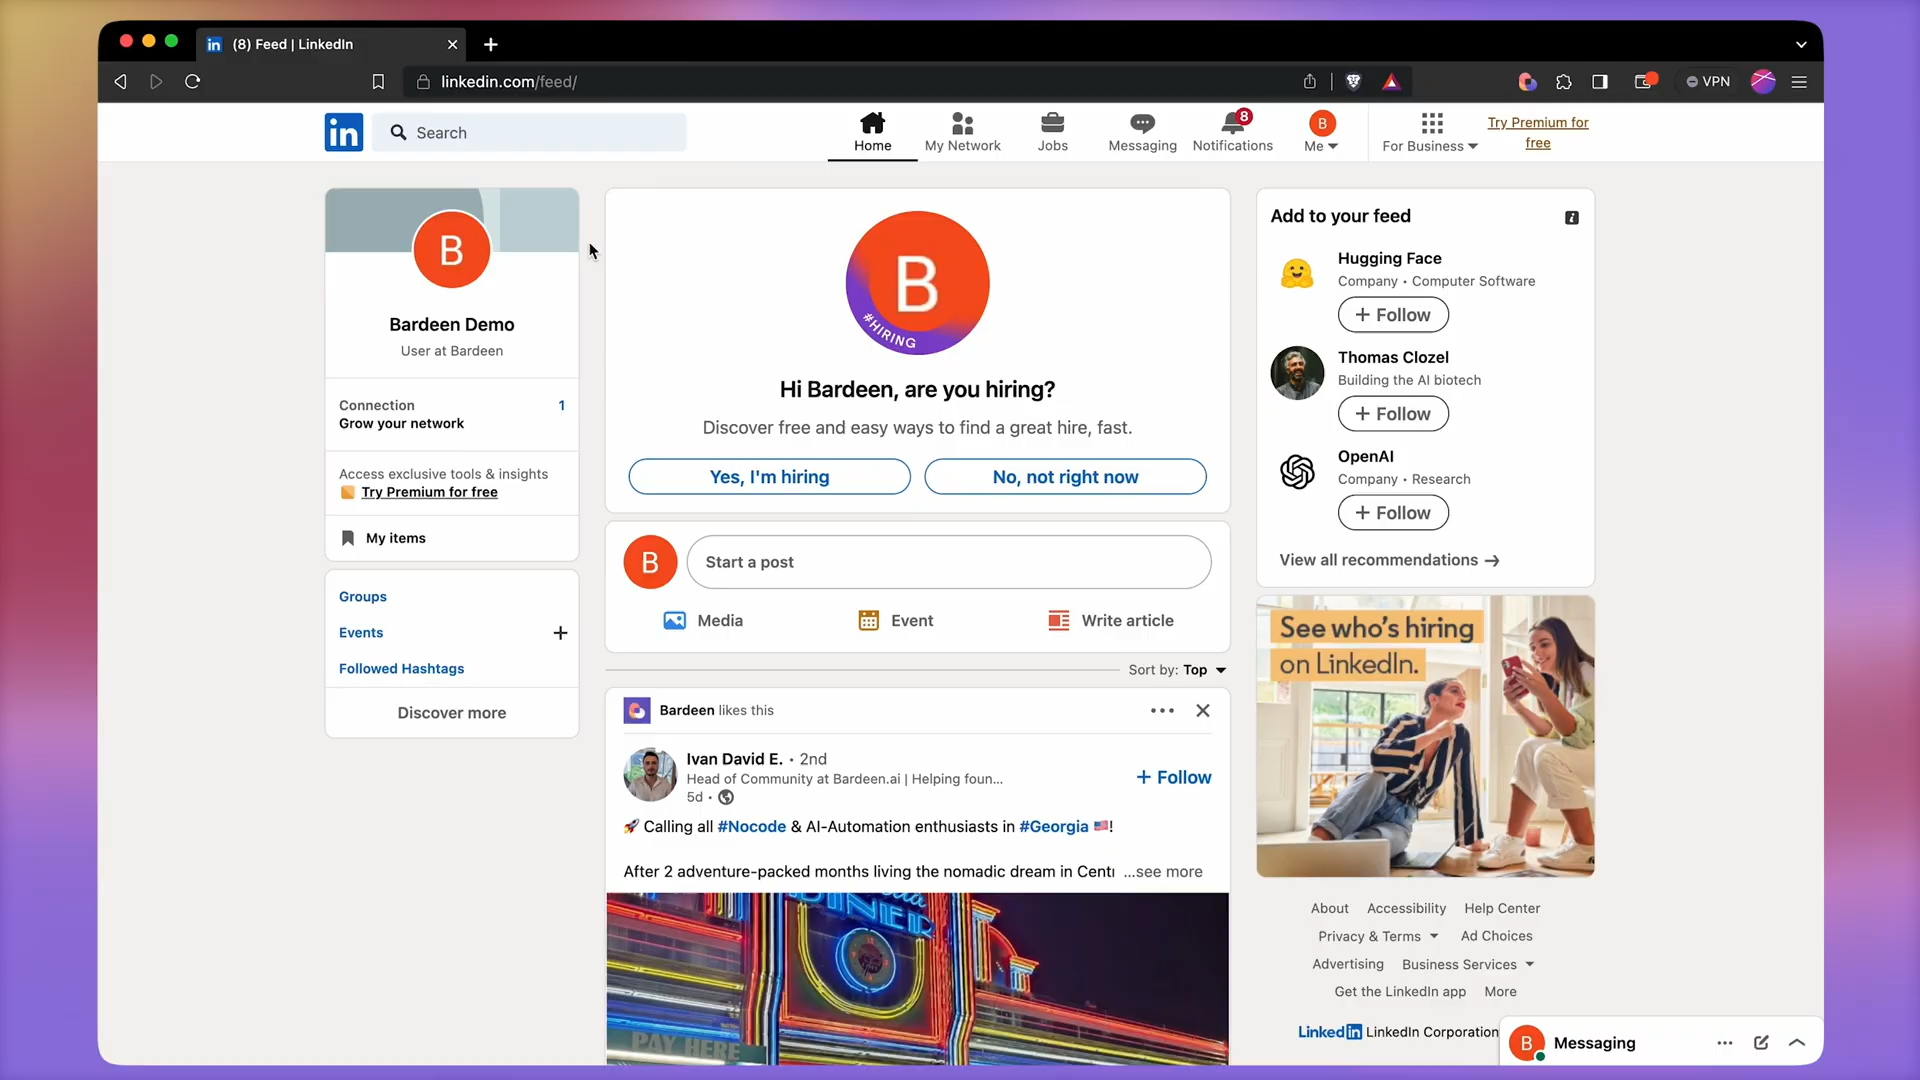 (8) Feed | LinkedIn
linkedin.com/feed/
VPN
in
Search
Home
My Network
Jobs
Messaging
8
Notifications
B
Me
For Business
Try Premium for
free
B
Bardeen Demo
User at Bardeen
Connection 1
Grow your network
Access exclusive tools & insights
Try Premium for free
My items
Groups
Events
Followed Hashtags
Discover more
B
#HIRING
Hi Bardeen, are you hiring?
Discover free and easy ways to find a great hire, fast.
Yes, I'm hiring
No, not right now
B
Start a post
Media
Event
Write article
Sort by: Top
Bardeen likes this
Ivan David E. • 2nd
Head of Community at Bardeen.ai | Helping foun...
5d •
+ Follow
🚀 Calling all #Nocode & AI-Automation enthusiasts in #Georgia 🇺🇸!
After 2 adventure-packed months living the nomadic dream in Centr ...see more
DINER
PAY HERE
Add to your feed
Hugging Face
Company • Computer Software
+ Follow
Thomas Clozel
Building the AI biotech
+ Follow
OpenAI
Company • Research
+ Follow
View all recommendations →
See who's hiring
on LinkedIn.
About Accessibility Help Center
Privacy & Terms Ad Choices
Advertising Business Services
Get the LinkedIn app More
LinkedIn LinkedIn Corporation
B
Messaging